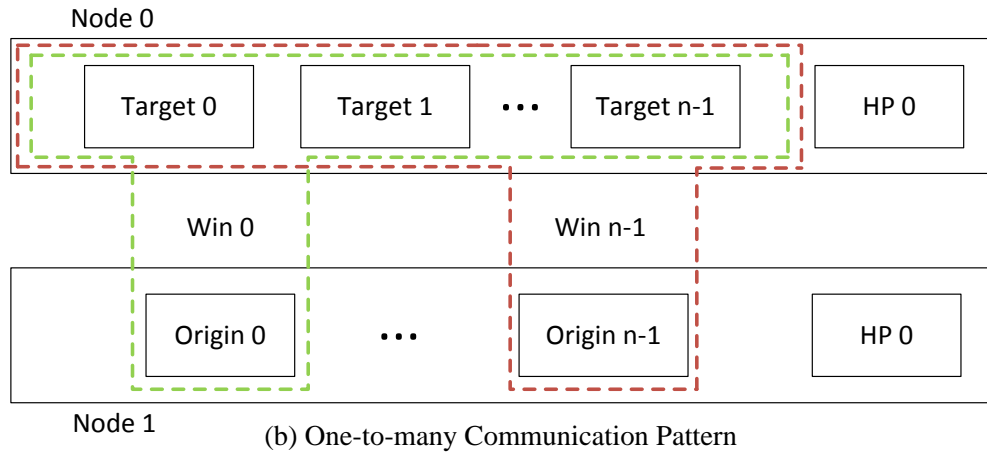 Node 0
Target 0 Target 1 ... Target n-1 HP 0
Win 0 Win n-1
Origin 0 ... Origin n-1 HP 0
Node 1
(b) One-to-many Communication Pattern